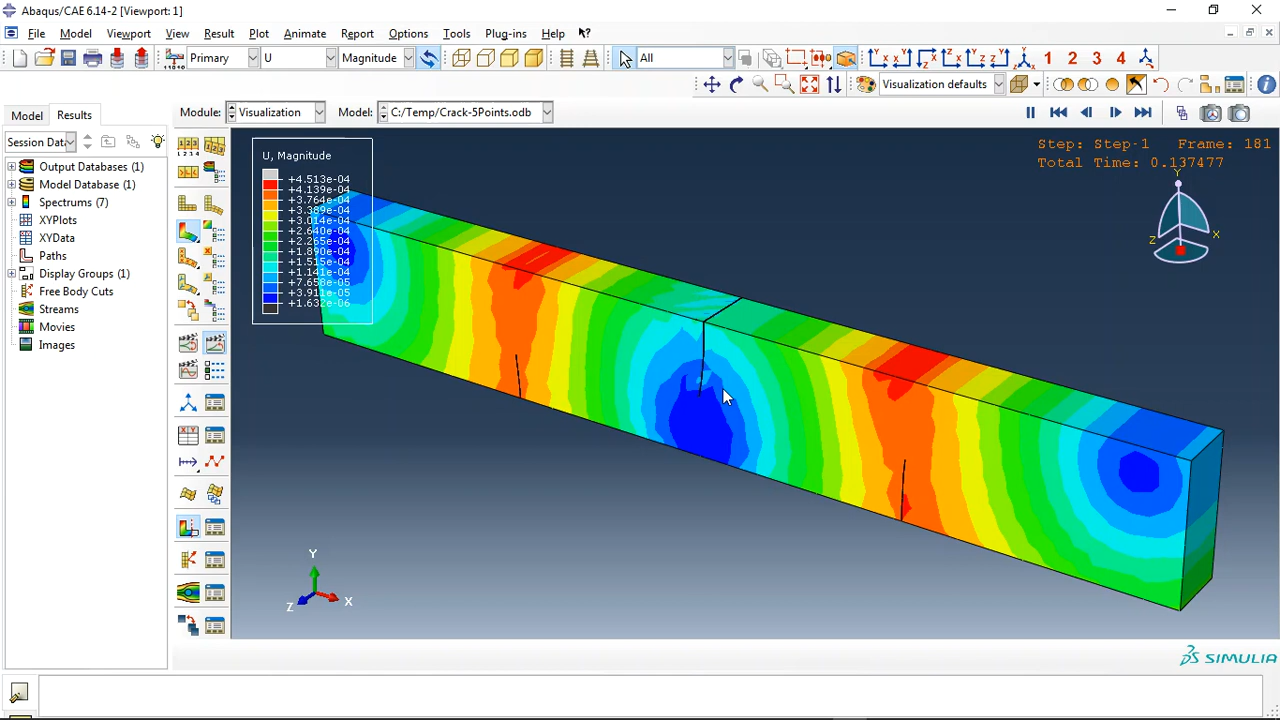 Abaqus/CAE 6.14-2 [Viewport: 1]
File Model Viewport View Result Plot Animate Report Options Tools Plug-ins Help
Primary U Magnitude All 1 2 3 4
Visualization defaults
Model Results Module: Visualization Model: C:/Temp/Crack-5Points.odb
Session Dat
Output Databases (1)
Model Database (1)
Spectrums (7)
XYPlots
XYData
Paths
Display Groups (1)
Free Body Cuts
Streams
Movies
Images
U, Magnitude
+4.513e-04
+4.139e-04
+3.764e-04
+3.389e-04
+3.014e-04
+2.640e-04
+2.265e-04
+1.890e-04
+1.515e-04
+1.141e-04
+7.658e-05
+3.911e-05
+1.632e-06
Step: Step-1 Frame: 181
Total Time: 0.137477
Y
X
Z
Y
X
Z
SIMULIA